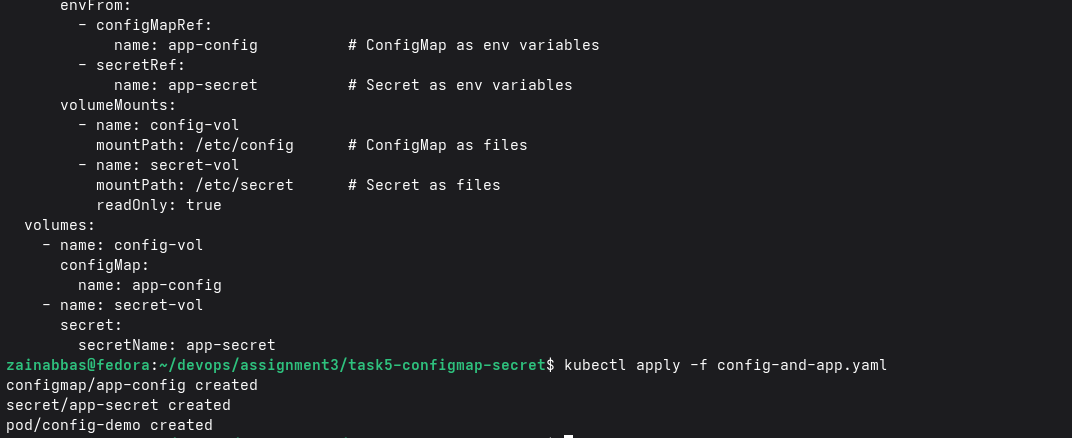 envFrom:
- configMapRef:
name: app-config # ConfigMap as env variables
- secretRef:
name: app-secret # Secret as env variables
volumeMounts:
- name: config-vol
mountPath: /etc/config # ConfigMap as files
- name: secret-vol
mountPath: /etc/secret # Secret as files
readOnly: true
volumes:
- name: config-vol
configMap:
name: app-config
- name: secret-vol
secret:
secretName: app-secret
zainabbas@fedora:~/devops/assignment3/task5-configmap-secret$ kubectl apply -f config-and-app.yaml
configmap/app-config created
secret/app-secret created
pod/config-demo created